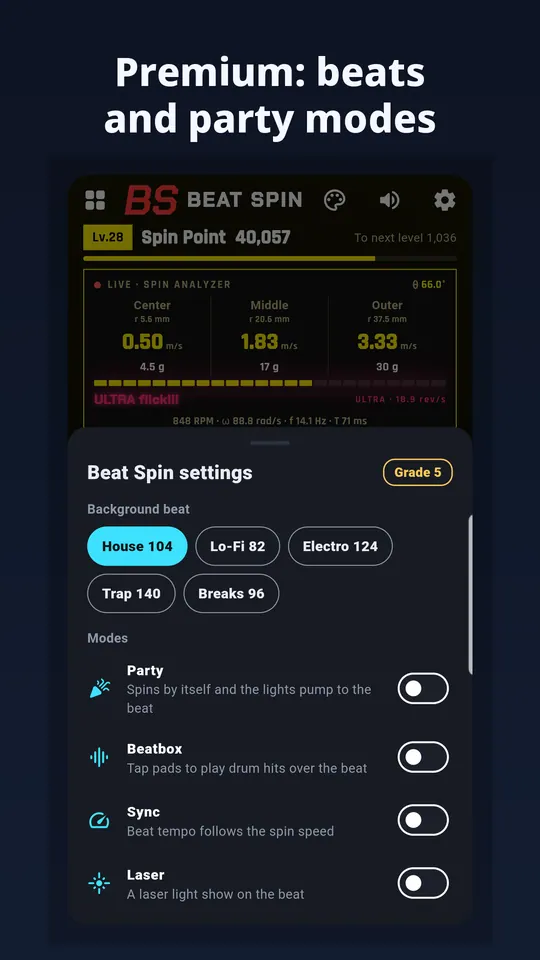 Premium: beats
and party modes
BS BEAT SPIN
Lv.28 Spin Point 40,057 To next level 1,036
LIVE · SPIN ANALYZER θ 66.0°
Center Middle Outer
r 5.6 mm r 20.6 mm r 37.5 mm
0.50 m/s 1.83 m/s 3.33 m/s
4.5 g 17 g 30 g
ULTRA flick!!! ULTRA · 18.9 rev/s
848 RPM · ω 88.8 rad/s · f 14.1 Hz · T 71 ms
Beat Spin settings Grade 5
Background beat
House 104 Lo-Fi 82 Electro 124
Trap 140 Breaks 96
Modes
Party
Spins by itself and the lights pump to the
beat
Beatbox
Tap pads to play drum hits over the beat
Sync
Beat tempo follows the spin speed
Laser
A laser light show on the beat